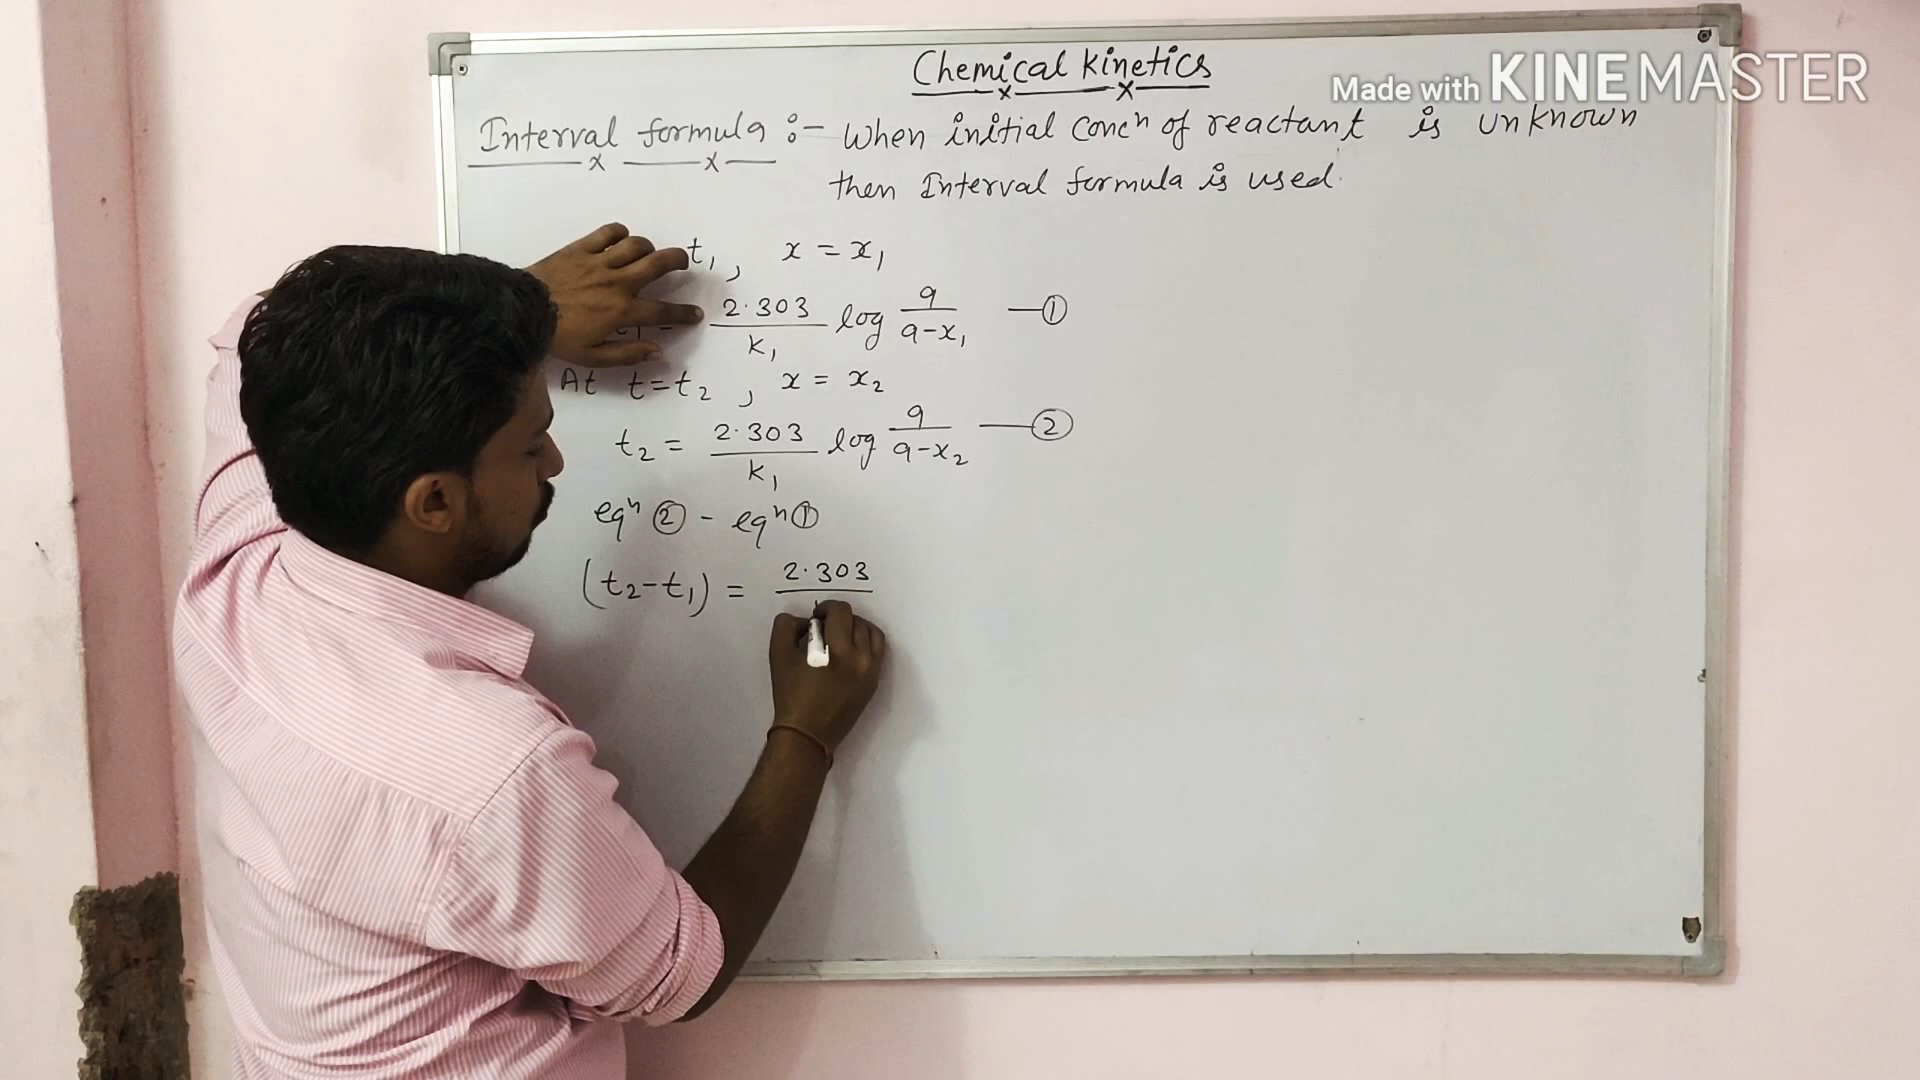 Chemical Kinetics
Made with KINEMASTER
Interval formula :- When initial concⁿ of reactant is unknown
then Interval formula is used.
t₁, x = x₁
2.303/k₁ log a/a-x₁ —①
At t=t₂, x = x₂
t₂ = 2.303/k₁ log a/a-x₂ —②
eqⁿ ② - eqⁿ ①
(t₂-t₁) = 2.303